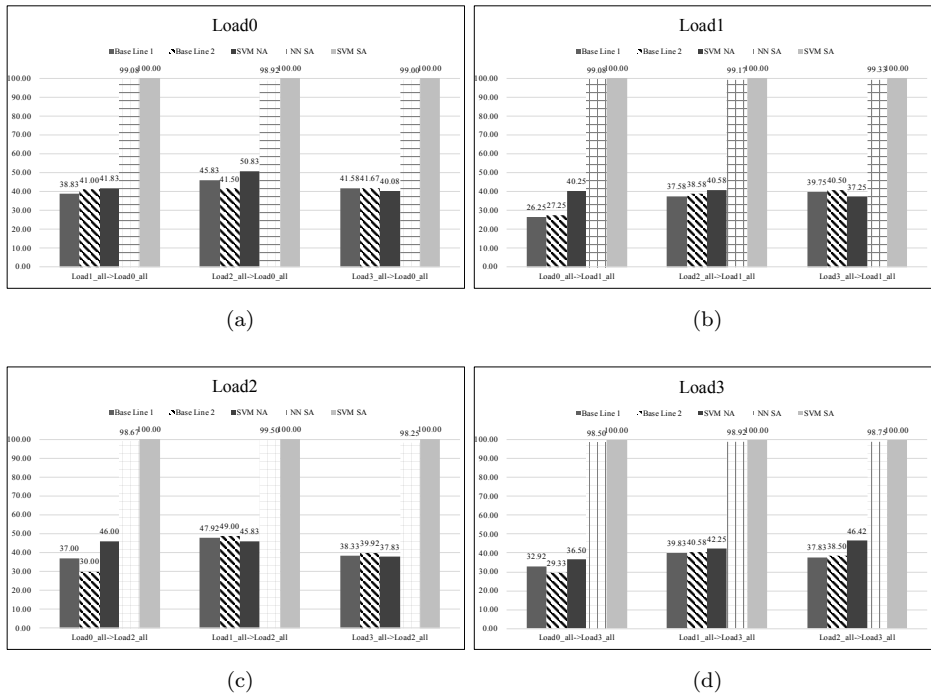 Load0
Base Line 1 Base Line 2 SVM NA NN SA SVM SA
100.00
90.00
80.00
70.00
60.00
50.00
40.00
30.00
20.00
10.00
0.00
38.83 41.00 41.83 99.08 100.00
45.83 41.50 50.83 98.92 100.00
41.58 41.67 40.08 99.00 100.00
Load1_all->Load0_all Load2_all->Load0_all Load3_all->Load0_all
(a)
Load1
Base Line 1 Base Line 2 SVM NA NN SA SVM SA
100.00
90.00
80.00
70.00
60.00
50.00
40.00
30.00
20.00
10.00
0.00
26.25 27.25 40.25 99.08 100.00
37.58 38.58 40.58 99.17 100.00
39.75 40.50 37.25 99.33 100.00
Load0_all->Load1_all Load2_all->Load1_all Load3_all->Load1_all
(b)
Load2
Base Line 1 Base Line 2 SVM NA NN SA SVM SA
100.00
90.00
80.00
70.00
60.00
50.00
40.00
30.00
20.00
10.00
0.00
37.00 30.00 46.00 98.67 100.00
47.92 49.00 45.83 99.50 100.00
38.33 39.92 37.83 98.25 100.00
Load0_all->Load2_all Load1_all->Load2_all Load3_all->Load2_all
(c)
Load3
Base Line 1 Base Line 2 SVM NA NN SA SVM SA
100.00
90.00
80.00
70.00
60.00
50.00
40.00
30.00
20.00
10.00
0.00
32.92 29.33 36.50 98.50 100.00
39.83 40.58 42.25 98.92 100.00
37.83 38.50 46.42 98.75 100.00
Load0_all->Load3_all Load1_all->Load3_all Load2_all->Load3_all
(d)